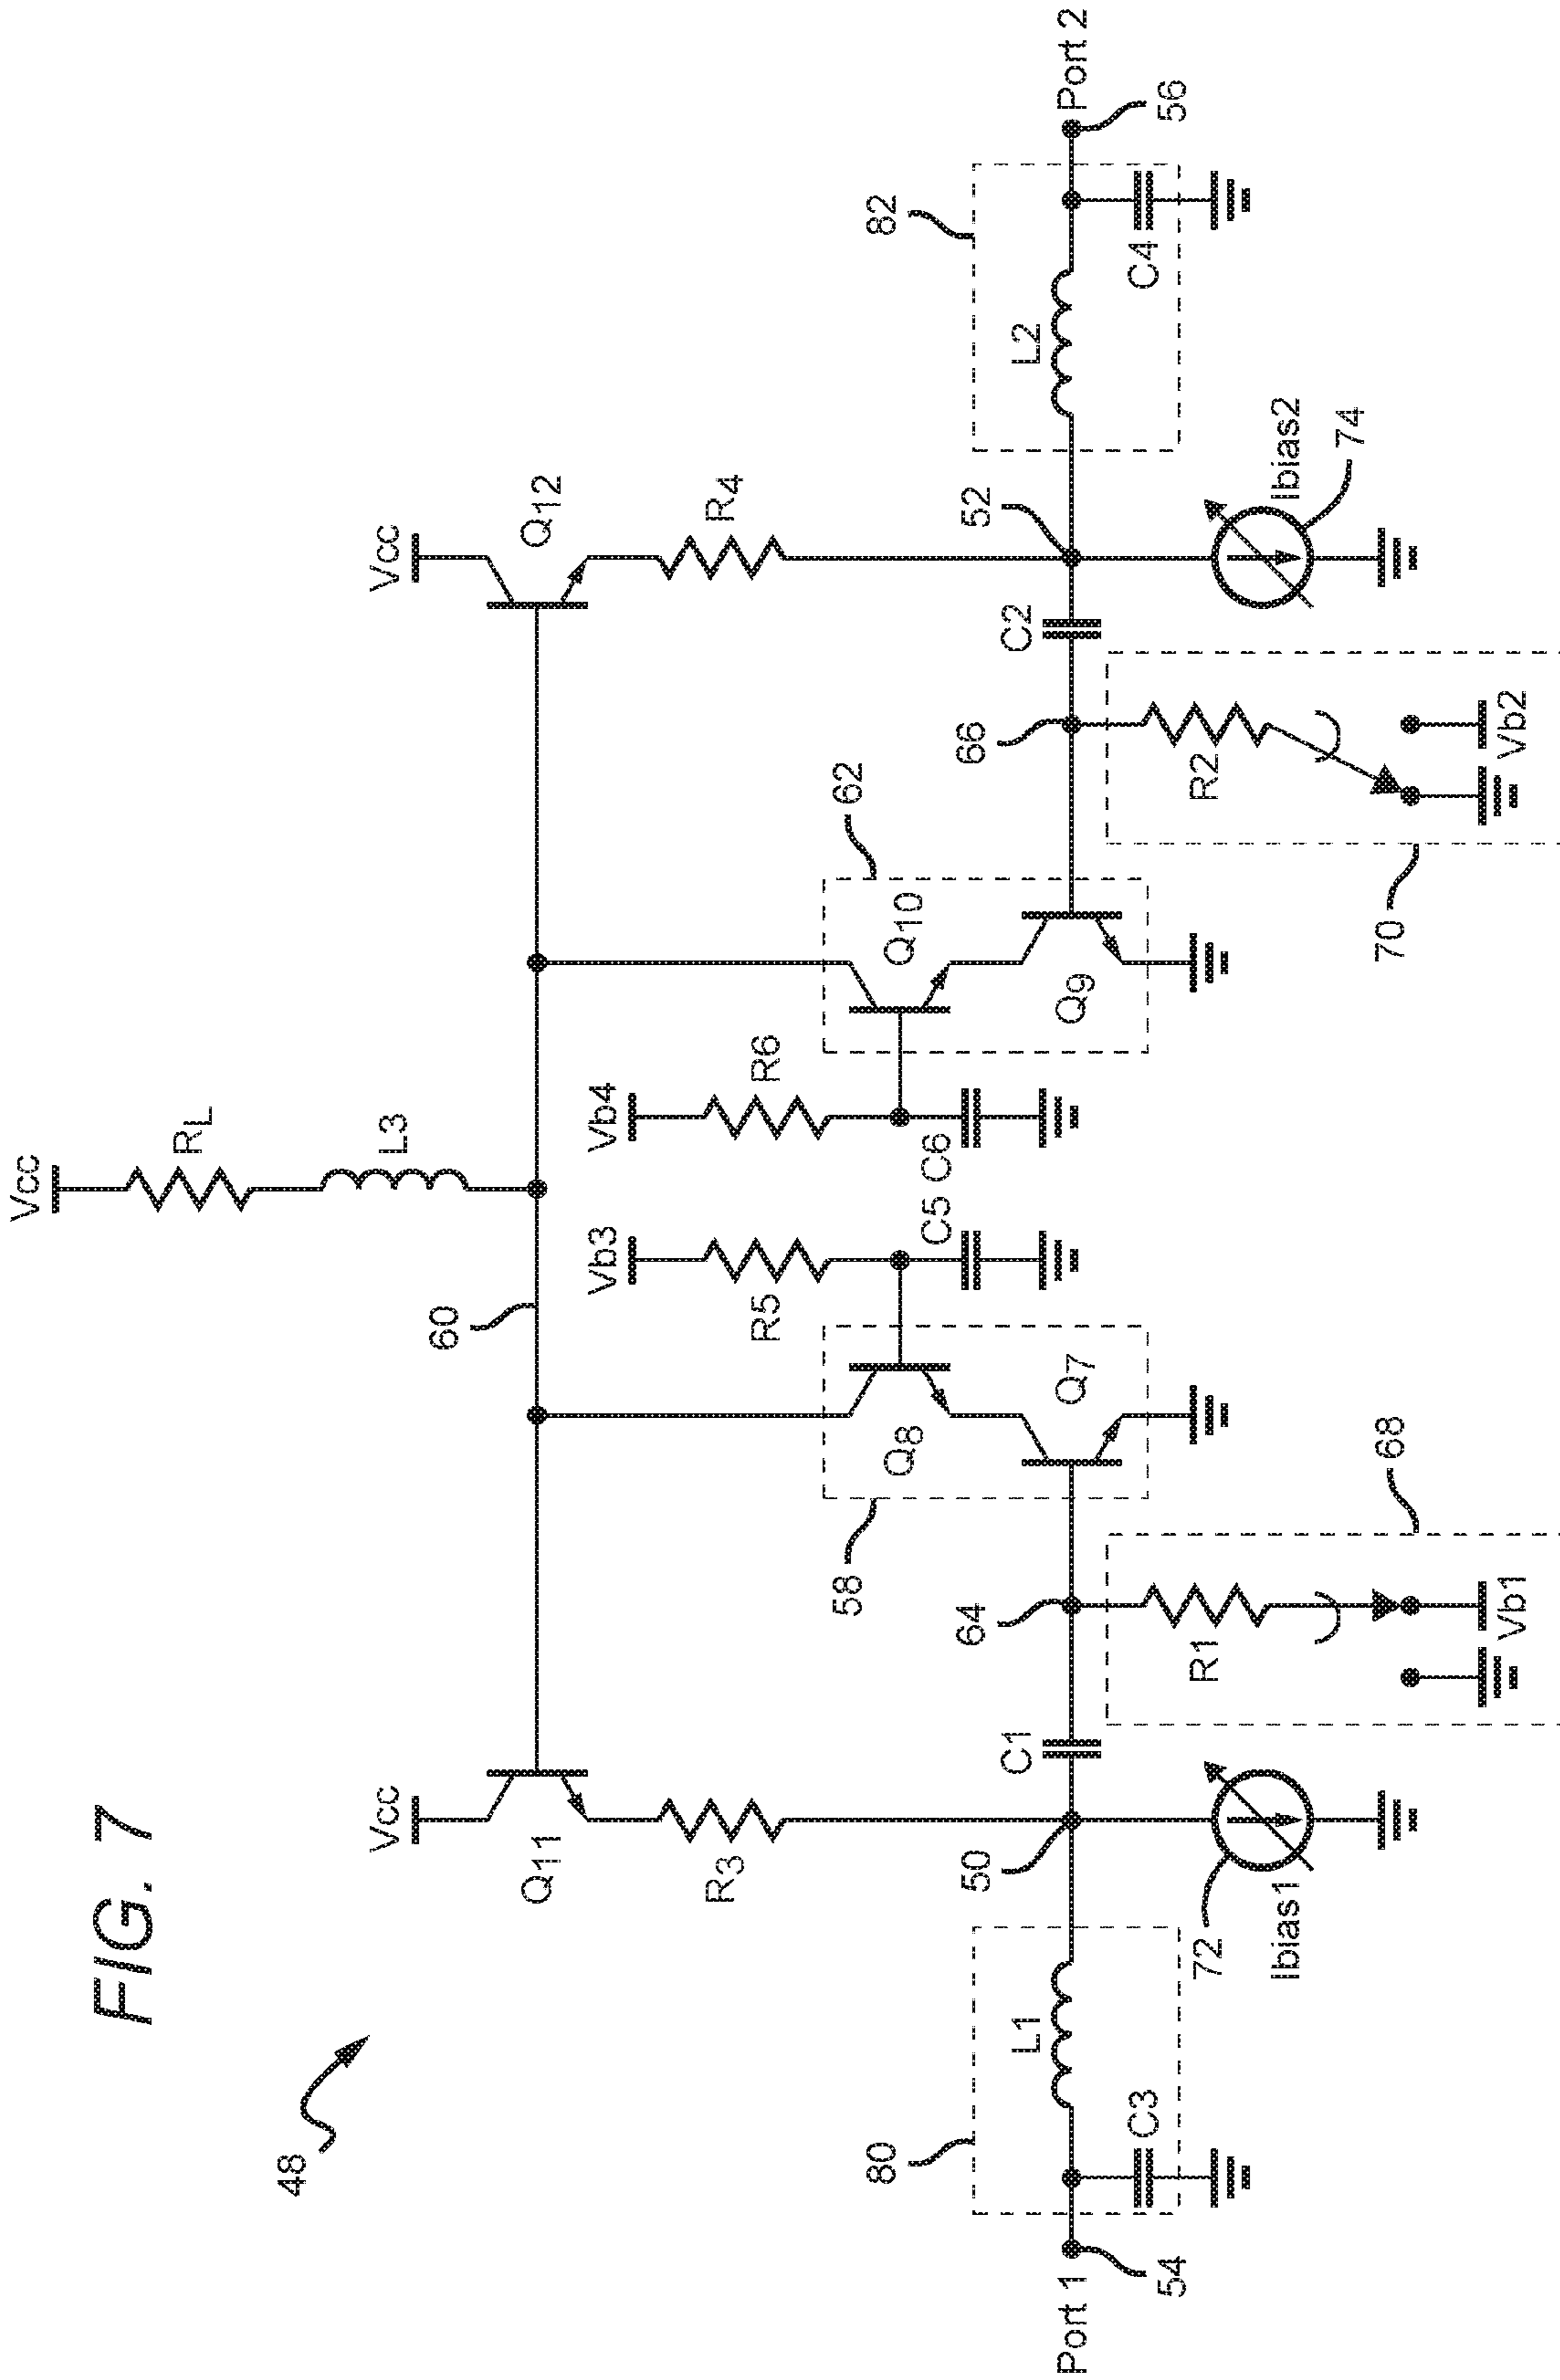 FIG. 7
48
Vcc
RL
L3
60
Vcc
Q11
R3
Vcc
Q12
R4
Vb3
R5
C5
Vb4
R6
C6
58
Q8
Q7
62
Q10
Q9
Port 1
54
80
L1
C3
50
C1
64
66
C2
52
82
L2
C4
Port 2
56
72
Ibias1
R1
Vb1
68
70
R2
Vb2
Ibias2
74